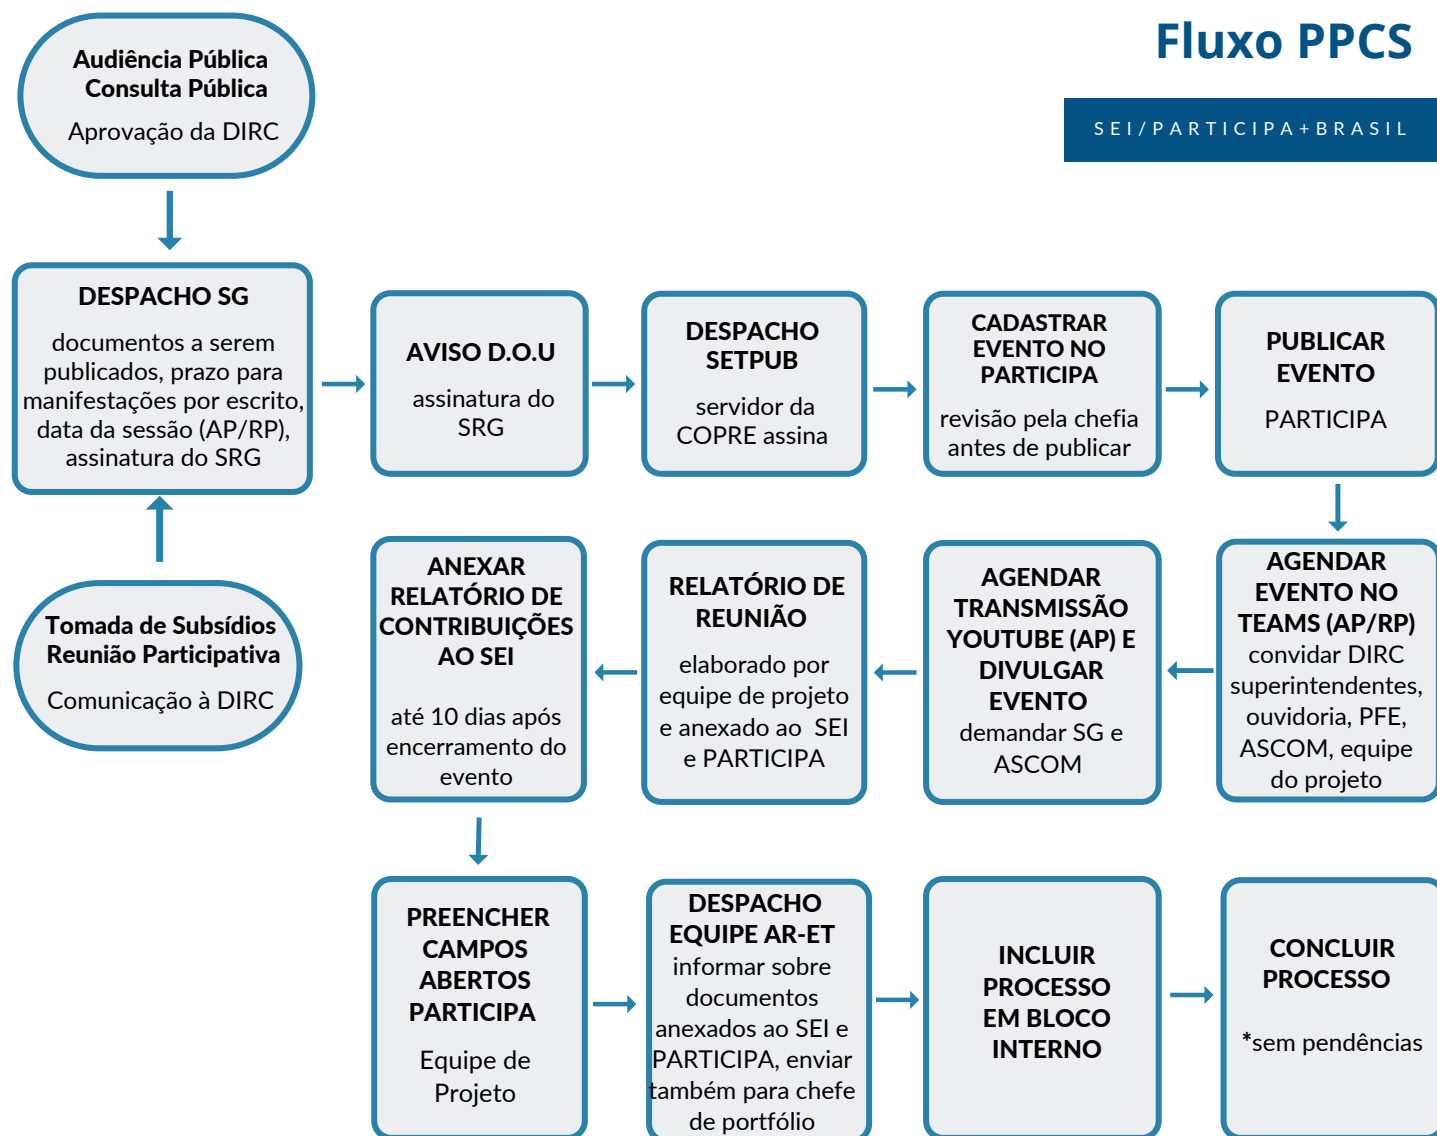 Fluxo PPCS
SEI/PARTICIPA+BRASIL
Audiência Pública
Consulta Pública
Aprovação da DIRC
DESPACHO SG
documentos a serem
publicados, prazo para
manifestações por escrito,
data da sessão (AP/RP),
assinatura do SRG
Tomada de Subsídios
Reunião Participativa
Comunicação à DIRC
AVISO D.O.U
assinatura do
SRG
DESPACHO
SETPUB
servidor da
COPRE assina
CADASTRAR
EVENTO NO
PARTICIPA
revisão pela chefia
antes de publicar
PUBLICAR
EVENTO
PARTICIPA
AGENDAR
EVENTO NO
TEAMS (AP/RP)
convidar DIRC
superintendentes,
ouvidoria, PFE,
ASCOM, equipe
do projeto
AGENDAR
TRANSMISSÃO
YOUTUBE (AP) E
DIVULGAR
EVENTO
demandar SG e
ASCOM
RELATÓRIO DE
REUNIÃO
elaborado por
equipe de projeto
e anexado ao SEI
e PARTICIPA
ANEXAR
RELATÓRIO DE
CONTRIBUIÇÕES
AO SEI
até 10 dias após
encerramento do
evento
PREENCHER
CAMPOS
ABERTOS
PARTICIPA
Equipe de
Projeto
DESPACHO
EQUIPE AR-ET
informar sobre
documentos
anexados ao SEI e
PARTICIPA, enviar
também para chefe
de portfólio
INCLUIR
PROCESSO
EM BLOCO
INTERNO
CONCLUIR
PROCESSO
*sem pendências